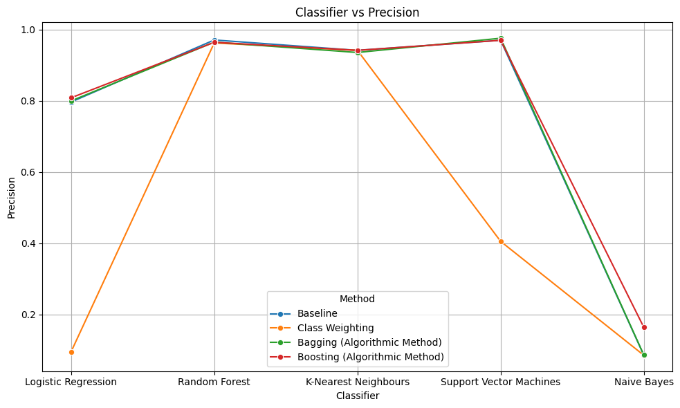 Classifier vs Precision
1.0
0.8
0.6
0.4
0.2
Precision
Method
Baseline
Class Weighting
Bagging (Algorithmic Method)
Boosting (Algorithmic Method)
Logistic Regression
Random Forest
K-Nearest Neighbours
Support Vector Machines
Naive Bayes
Classifier